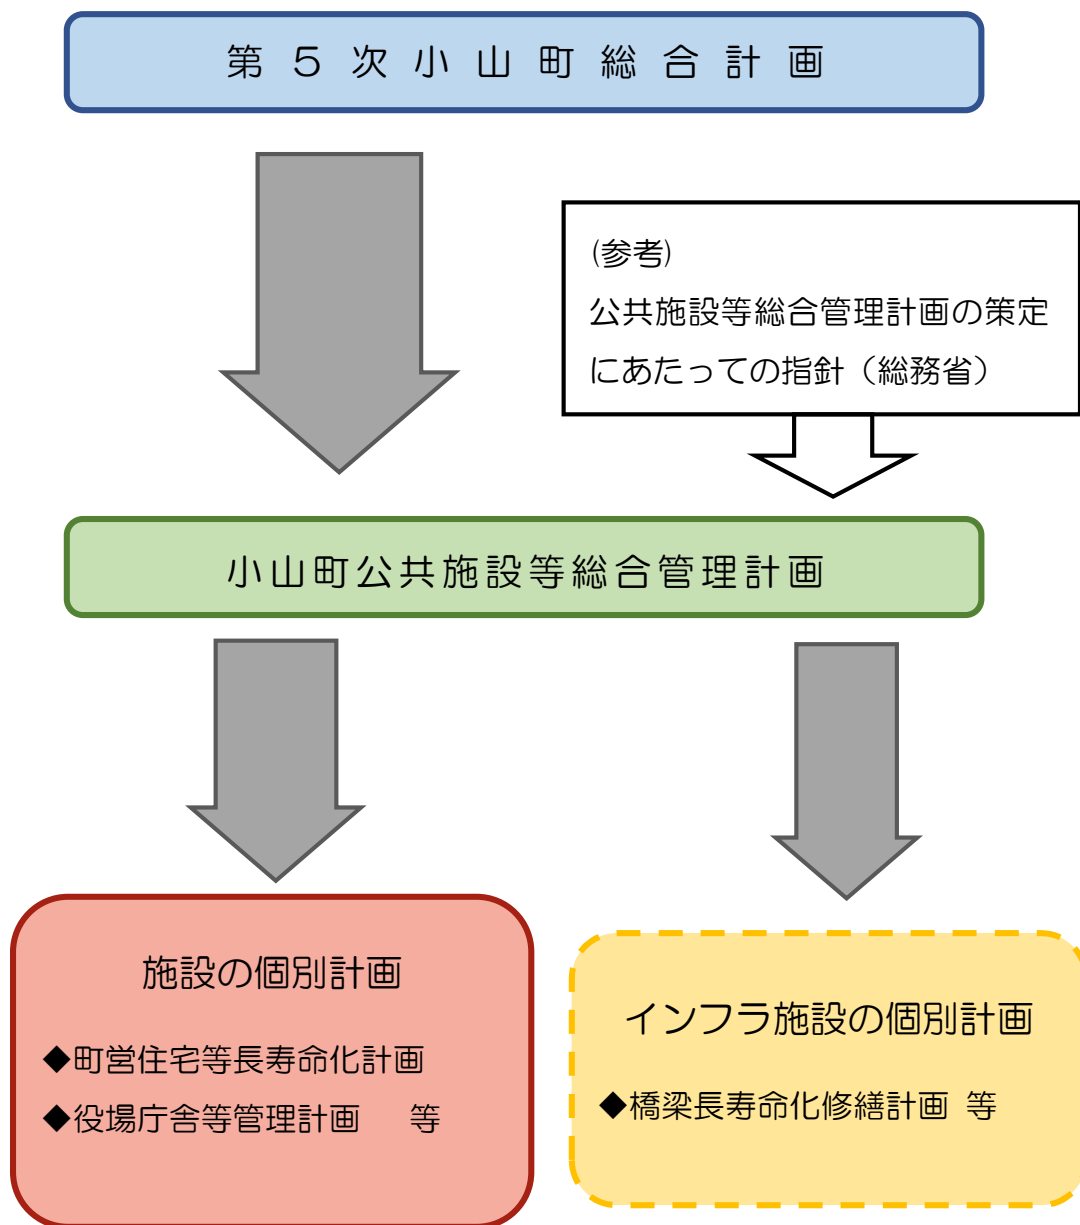 第５次小山町総合計画
(参考)
公共施設等総合管理計画の策定
にあたっての指針（総務省）
小山町公共施設等総合管理計画
施設の個別計画
◆町営住宅等長寿命化計画
◆役場庁舎等管理計画　等
インフラ施設の個別計画
◆橋梁長寿命化修繕計画 等